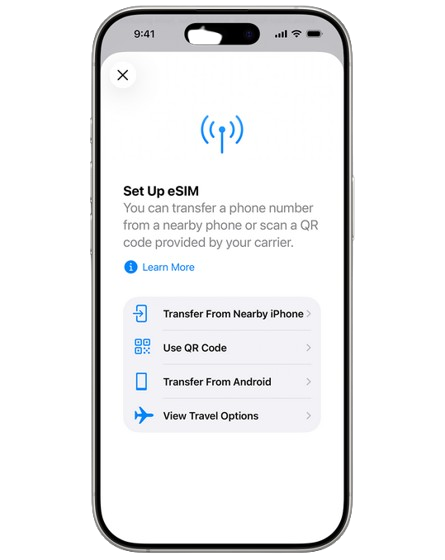 9:41
Set Up eSIM
You can transfer a phone number
from a nearby phone or scan a QR
code provided by your carrier.
Learn More
Transfer From Nearby iPhone
Use QR Code
Transfer From Android
View Travel Options